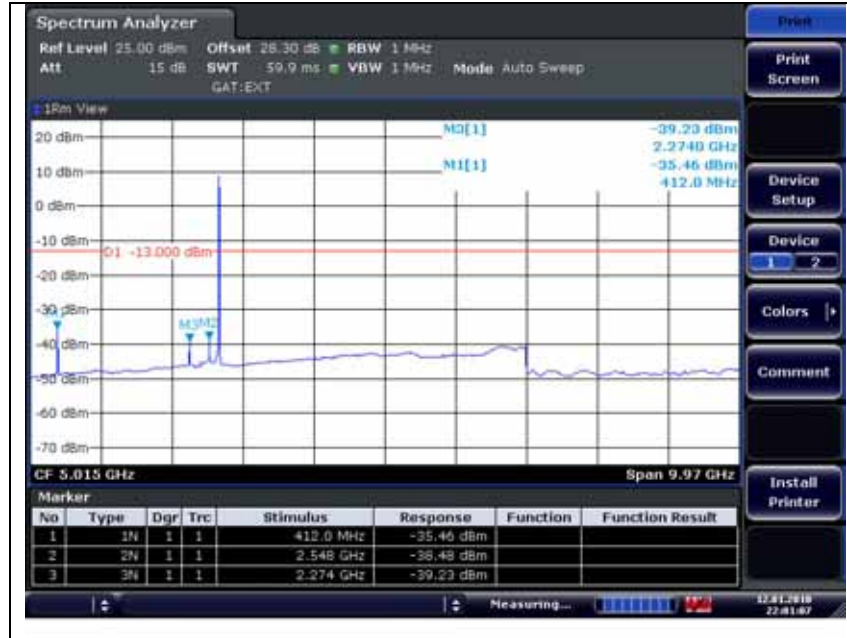 Spectrum Analyzer
Ref Level 25.00 dBm Offset 28.30 dB RBW 1 MHz
Att 15 dB SWT 59.9 ms VBW 1 MHz Mode Auto Sweep
GAT:EXT
1Rm View
M3[1] -39.23 dBm
2.2740 GHz
M1[1] -35.46 dBm
412.0 MHz
20 dBm
10 dBm
0 dBm
-10 dBm
D1 -13.000 dBm
-20 dBm
-30 dBm
M3 M2
-40 dBm
-50 dBm
-60 dBm
-70 dBm
CF 5.015 GHz Span 9.97 GHz
Marker
No Type Dgr Trc Stimulus Response Function Function Result
1 1N 1 1 412.0 MHz -35.46 dBm
2 2N 1 1 2.548 GHz -38.48 dBm
3 3N 1 1 2.274 GHz -39.23 dBm
Measuring...
12.01.2010
22:01:07
Print
Print Screen
Device Setup
Device
1 2
Colors
Comment
Install Printer